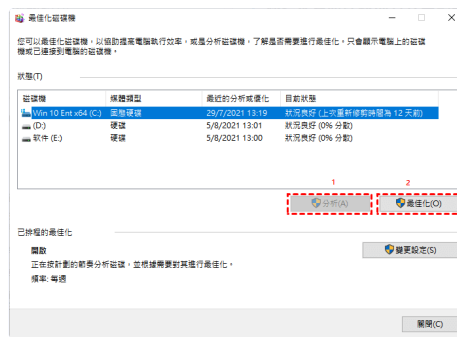 最佳化磁碟機
您可以最佳化磁碟機，以協助提高電腦執行效率，或是分析磁碟機，了解是否需要進行最佳化。只會顯示電腦上的磁碟
機或已連接到電腦的磁碟機。
狀態(T)
磁碟機 媒體類型 最近的分析或優化 目前狀態
Win 10 Ent x64 (C:) 固態硬碟 29/7/2021 13:19 狀況良好 (上次重新修剪時間為 12 天前)
(D:) 硬碟 5/8/2021 13:01 狀況良好 (0% 分散)
软件 (E:) 硬碟 5/8/2021 13:00 狀況良好 (0% 分散)
1 2
分析(A) 最佳化(O)
已排程的最佳化
開啟 變更設定(S)
正在按計劃的節奏分析磁碟，並根據需要對其進行最佳化。
頻率: 每週
關閉(C)